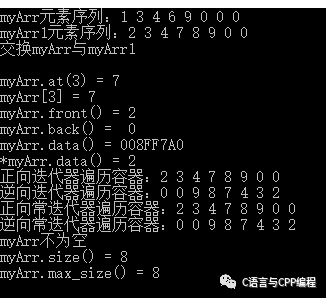 myArr元素序列：1 3 4 6 9 0 0 0
myArr1元素序列：2 3 4 7 8 9 0 0
交换myArr与myArr1
myArr.at(3) = 7
myArr[3] = 7
myArr.front() = 2
myArr.back() =  0
myArr.data() = 008FF7A0
*myArr.data() = 2
正向迭代器遍历容器：2 3 4 7 8 9 0 0
逆向迭代器遍历容器：0 0 9 8 7 4 3 2
正向常迭代器遍历容器：2 3 4 7 8 9 0 0
逆向常迭代器遍历容器：0 0 9 8 7 4 3 2
myArr不为空
myArr.size() = 8
myArr.max_size() = 8
C语言与CPP编程